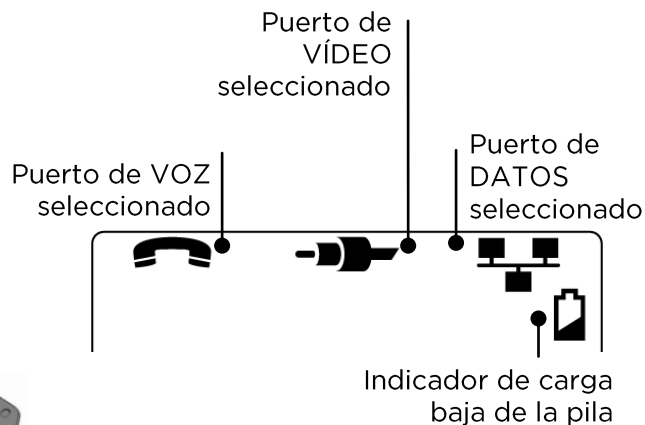 Puerto de
VÍDEO
seleccionado
Puerto de VOZ
seleccionado
Puerto de
DATOS
seleccionado
Indicador de carga
baja de la pila